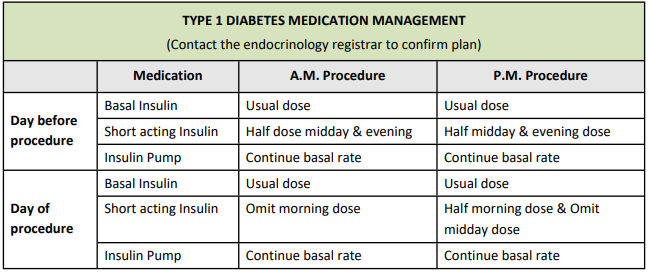 TYPE 1 DIABETES MEDICATION MANAGEMENT
(Contact the endocrinology registrar to confirm plan)
Medication A.M. Procedure P.M. Procedure
Day before procedure
Basal Insulin Usual dose Usual dose
Short acting Insulin Half dose midday & evening Half midday & evening dose
Insulin Pump Continue basal rate Continue basal rate
Day of procedure
Basal Insulin Usual dose Usual dose
Short acting Insulin Omit morning dose Half morning dose & Omit midday dose
Insulin Pump Continue basal rate Continue basal rate